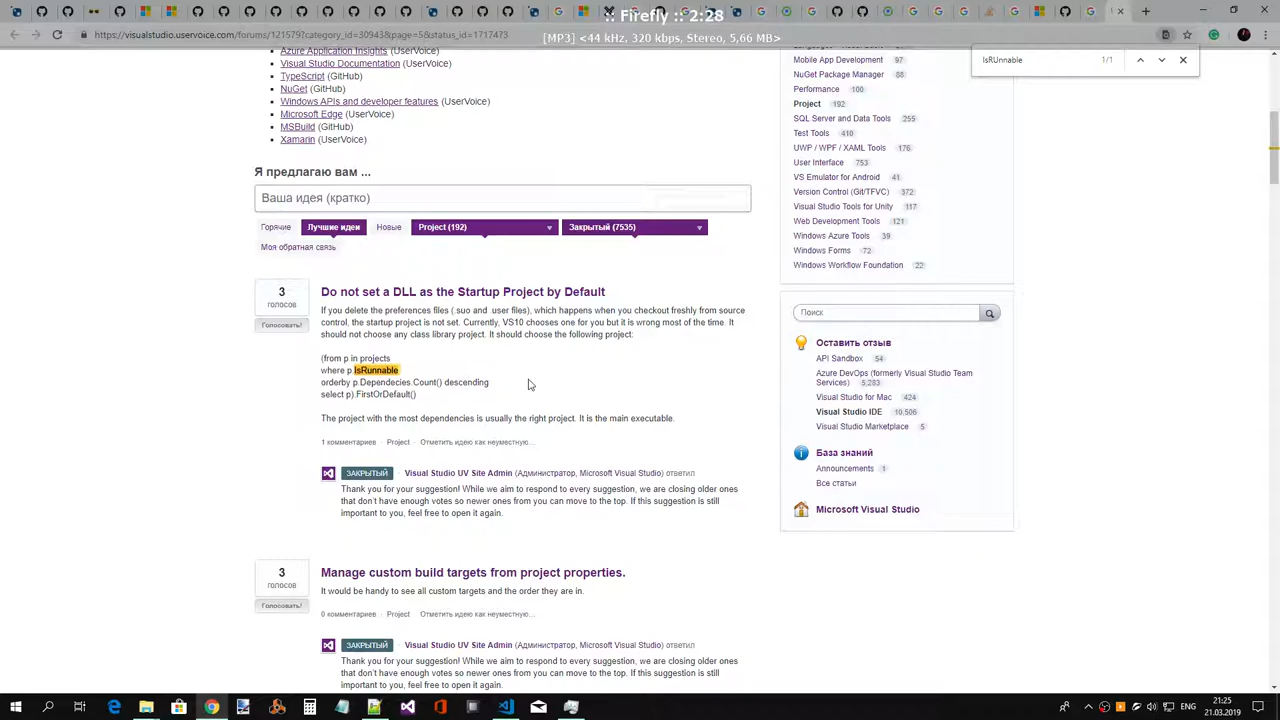 :: Firefly :: 2:28
[MP3] <44 kHz, 320 kbps, Stereo, 5,66 MB>
https://visualstudio.uservoice.com/forums/121579?category_id=30943&page=5&status_id=1717473
IsRUnnable
1/1
Azure Application Insights (UserVoice)
Visual Studio Documentation (UserVoice)
TypeScript (GitHub)
NuGet (GitHub)
Windows APIs and developer features (UserVoice)
Microsoft Edge (UserVoice)
MSBuild (GitHub)
Xamarin (UserVoice)
Я предлагаю вам ...
Ваша идея (кратко)
Горячие
Лучшие идеи
Новые
Project (192)
Закрытый (7535)
Моя обратная связь
3
голосов
Голосовать!
Do not set a DLL as the Startup Project by Default
If you delete the preferences files (.suo and .user files), which happens when you checkout freshly from source
control, the startup project is not set. Currently, VS10 chooses one for you but it is wrong most of the time. It
should not choose any class library project. It should choose the following project:
(from p in projects
where p.IsRunnable
orderby p.Dependecies.Count() descending
select p).FirstOrDefault()
The project with the most dependencies is usually the right project. It is the main executable.
1 комментариев · Project · Отметить идею как неуместную...
ЗАКРЫТЫЙ · Visual Studio UV Site Admin (Администратор, Microsoft Visual Studio) ответил
Thank you for your suggestion! While we aim to respond to every suggestion, we are closing older ones
that don't have enough votes so newer ones from you can move to the top. If this suggestion is still
important to you, feel free to open it again.
3
голосов
Голосовать!
Manage custom build targets from project properties.
It would be handy to see all custom targets and the order they are in.
0 комментариев · Project · Отметить идею как неуместную...
ЗАКРЫТЫЙ · Visual Studio UV Site Admin (Администратор, Microsoft Visual Studio) ответил
Thank you for your suggestion! While we aim to respond to every suggestion, we are closing older ones
that don't have enough votes so newer ones from you can move to the top. If this suggestion is still
important to you, feel free to open it again.
Mobile App Development 97
NuGet Package Manager 88
Performance 100
Project 192
SQL Server and Data Tools 255
Test Tools 410
UWP / WPF / XAML Tools 176
User Interface 753
VS Emulator for Android 41
Version Control (Git/TFVC) 372
Visual Studio Tools for Unity 117
Web Development Tools 121
Windows Azure Tools 39
Windows Forms 72
Windows Workflow Foundation 22
Поиск
Оставить отзыв
API Sandbox 54
Azure DevOps (formerly Visual Studio Team
Services) 5,283
Visual Studio for Mac 424
Visual Studio IDE 10,506
Visual Studio Marketplace 5
База знаний
Announcements 1
Все статьи
Microsoft Visual Studio
ENG
21:25
21.03.2019